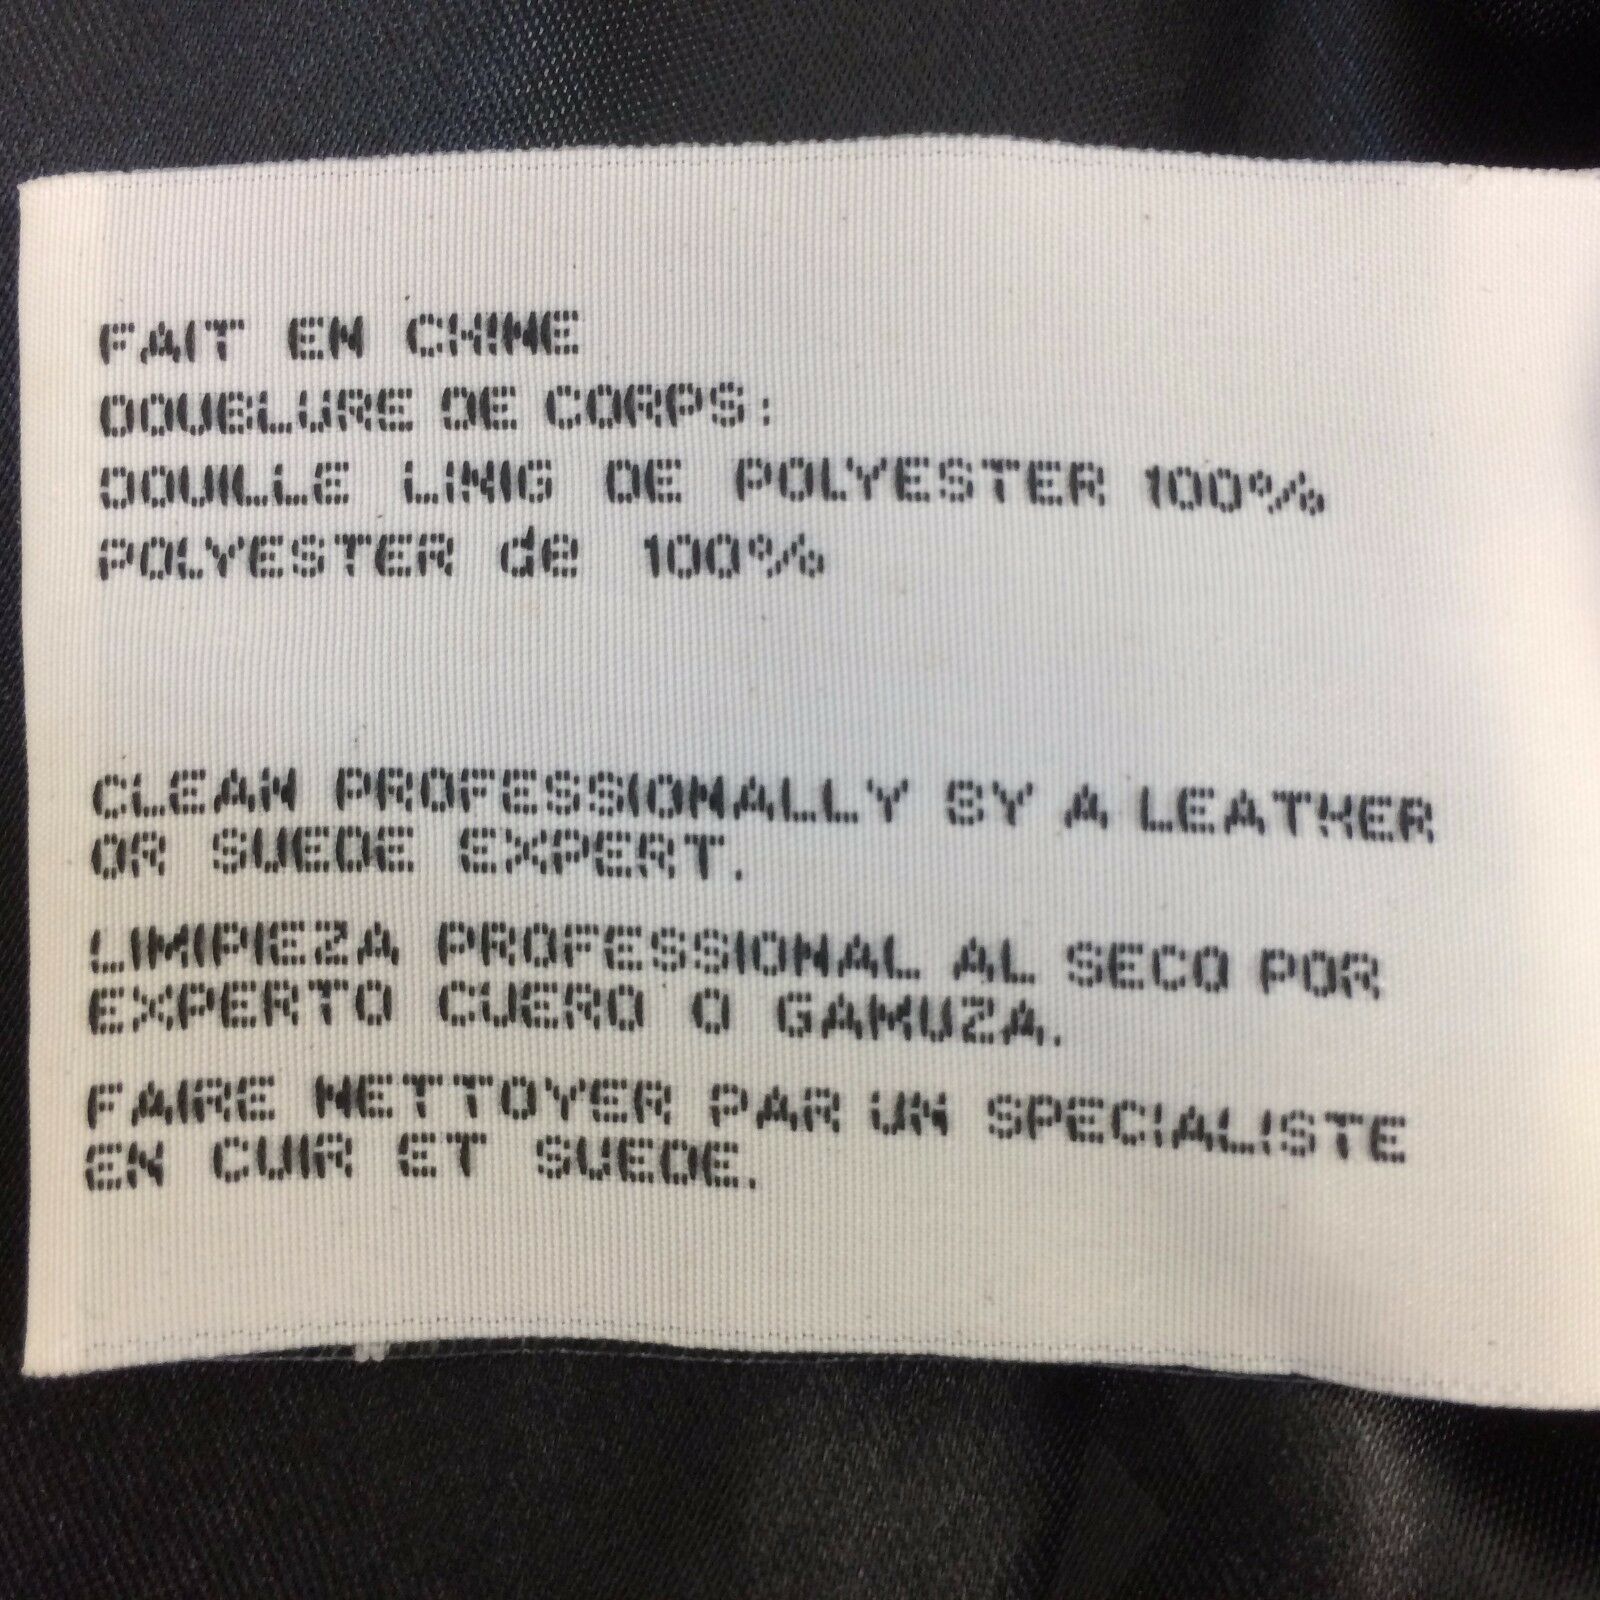 FAIT EN CHINE
DOUBLURE DE CORPS:
DOUILLE LINIG DE POLYESTER 100%
POLYESTER de 100%
CLEAN PROFESSIONALLY BY A LEATHER
OR SUEDE EXPERT.
LIMIPIEZA PROFESSIONAL AL SECO POR
EXPERTO CUERO O GAMUZA.
FAIRE NETTOYER PAR UN SPECIALISTE
EN CUIR ET SUEDE.